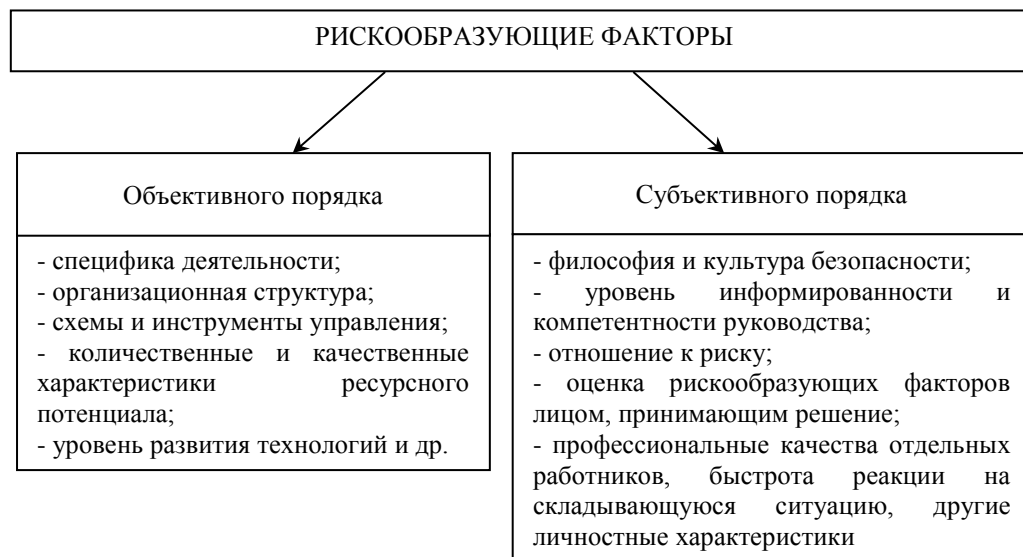 РИСКООБРАЗУЮЩИЕ ФАКТОРЫ
Объективного порядка
- специфика деятельности;
- организационная структура;
- схемы и инструменты управления;
- количественные и качественные
характеристики ресурсного
потенциала;
- уровень развития технологий и др.
Субъективного порядка
- философия и культура безопасности;
- уровень информированности и
компетентности руководства;
- отношение к риску;
- оценка рискообразующих факторов
лицом, принимающим решение;
- профессиональные качества отдельных
работников, быстрота реакции на
складывающуюся ситуацию, другие
личностные характеристики